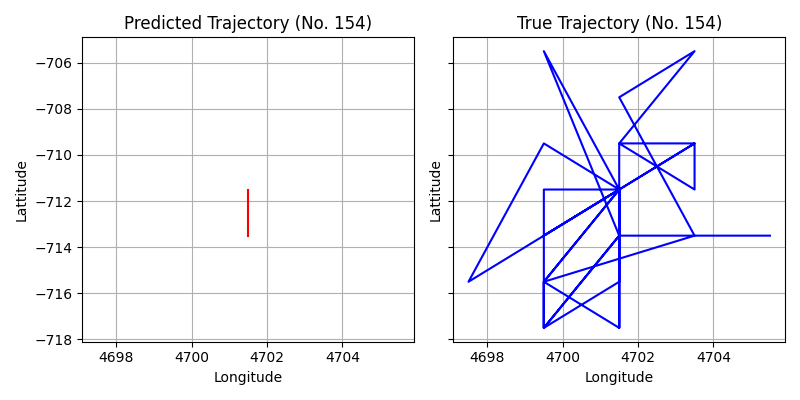 Predicted Trajectory (No. 154)
True Trajectory (No. 154)
Lattitude
−706
−708
−710
−712
−714
−716
−718
4698
4700
4702
4704
Longitude
Lattitude
4698
4700
4702
4704
Longitude